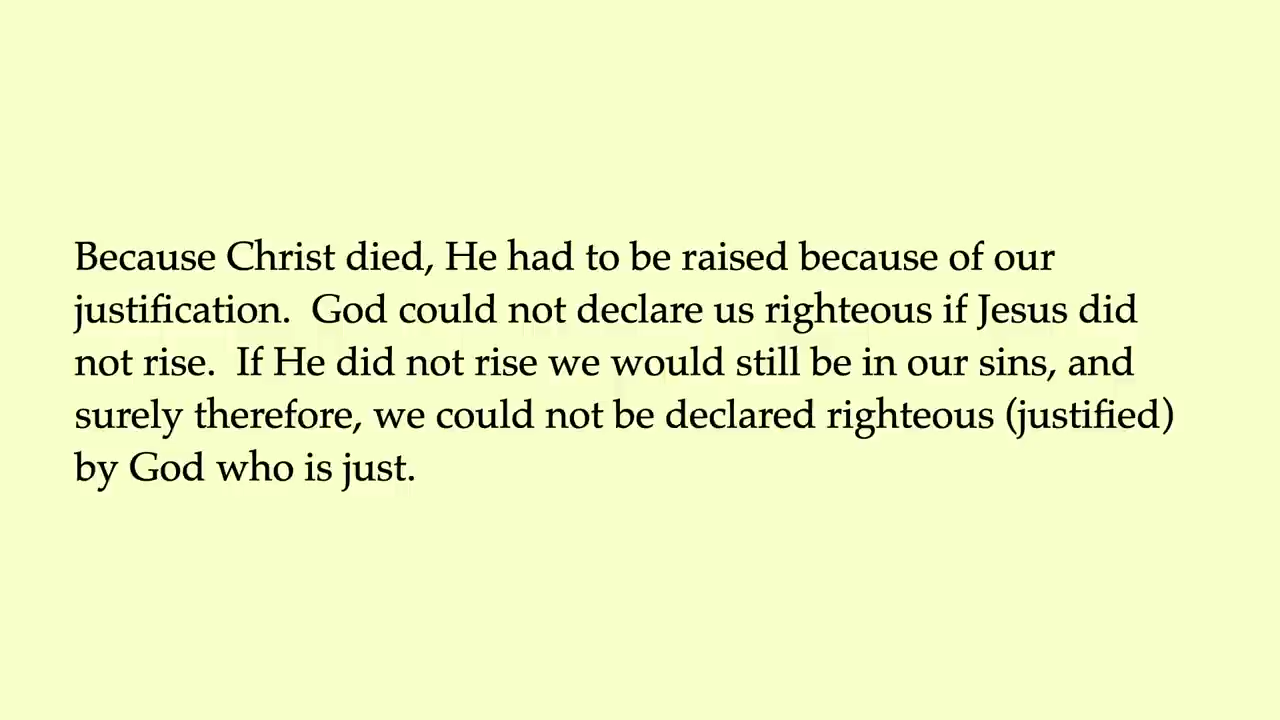 Because Christ died, He had to be raised because of our
justification.  God could not declare us righteous if Jesus did
not rise.  If He did not rise we would still be in our sins, and
surely therefore, we could not be declared righteous (justified)
by God who is just.